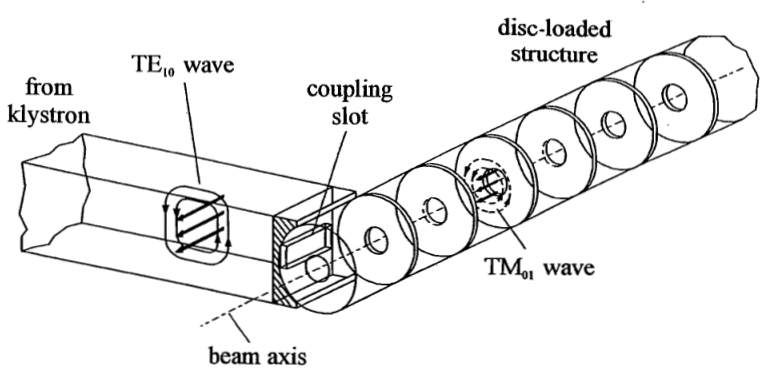 disc-loaded
structure
TE₁₀ wave
from
klystron
coupling
slot
TM₀₁ wave
beam axis